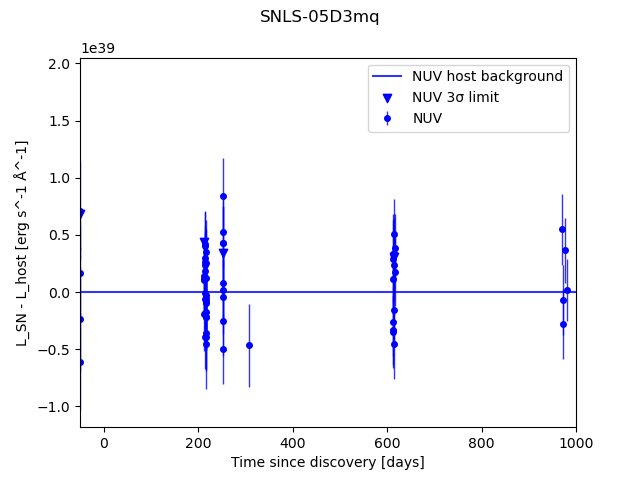 SNLS-05D3mq
1e39
2.0
1.5
1.0
0.5
0.0
−0.5
−1.0
L_SN - L_host [erg s^-1 Å^-1]
NUV host background
NUV 3σ limit
NUV
0 200 400 600 800 1000
Time since discovery [days]